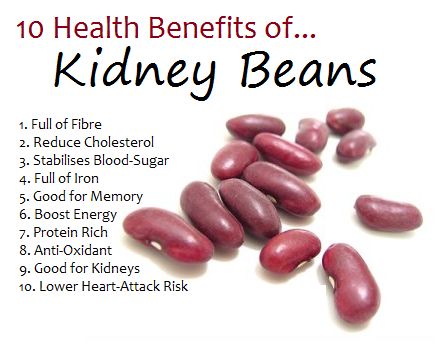 10 Health Benefits of...
Kidney Beans
1. Full of Fibre
2. Reduce Cholesterol
3. Stabilises Blood-Sugar
4. Full of Iron
5. Good for Memory
6. Boost Energy
7. Protein Rich
8. Anti-Oxidant
9. Good for Kidneys
10. Lower Heart-Attack Risk